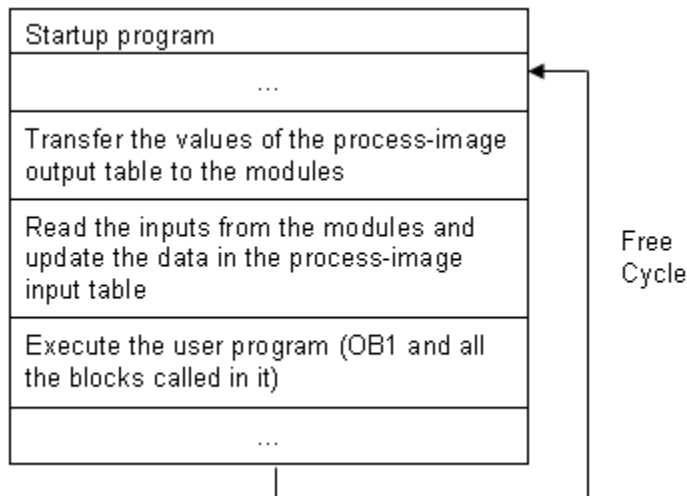 Startup program
...
Transfer the values of the process-image
output table to the modules
Read the inputs from the modules and
update the data in the process-image
input table
Execute the user program (OB1 and all
the blocks called in it)
...
Free
Cycle